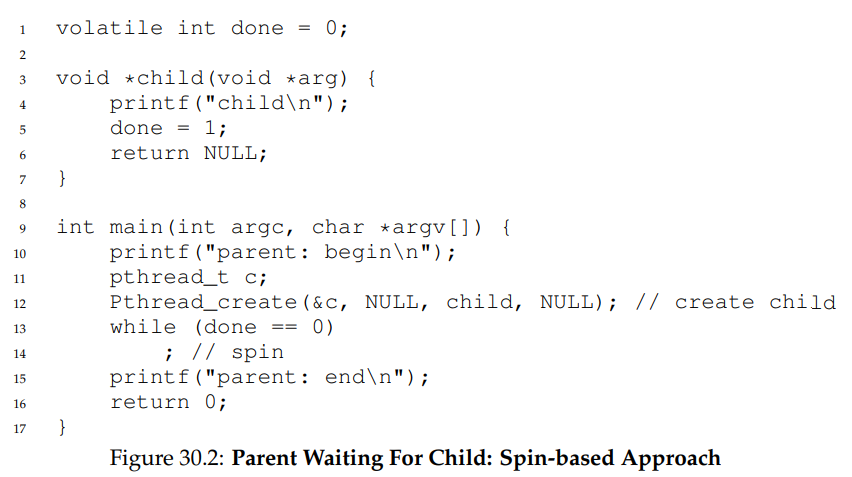 1 volatile int done = 0;
2
3 void *child(void *arg) {
4     printf("child\n");
5     done = 1;
6     return NULL;
7 }
8
9 int main(int argc, char *argv[]) {
10     printf("parent: begin\n");
11     pthread_t c;
12     Pthread_create(&c, NULL, child, NULL); // create child
13     while (done == 0)
14         ; // spin
15     printf("parent: end\n");
16     return 0;
17 }
Figure 30.2: Parent Waiting For Child: Spin-based Approach